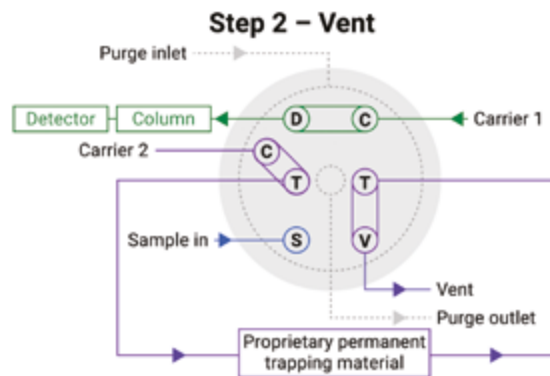 Step 2 – Vent
Purge inlet
Detector
Column
D
C
Carrier 1
Carrier 2
C
T
T
Sample in
S
V
Vent
Purge outlet
Proprietary permanent
trapping material